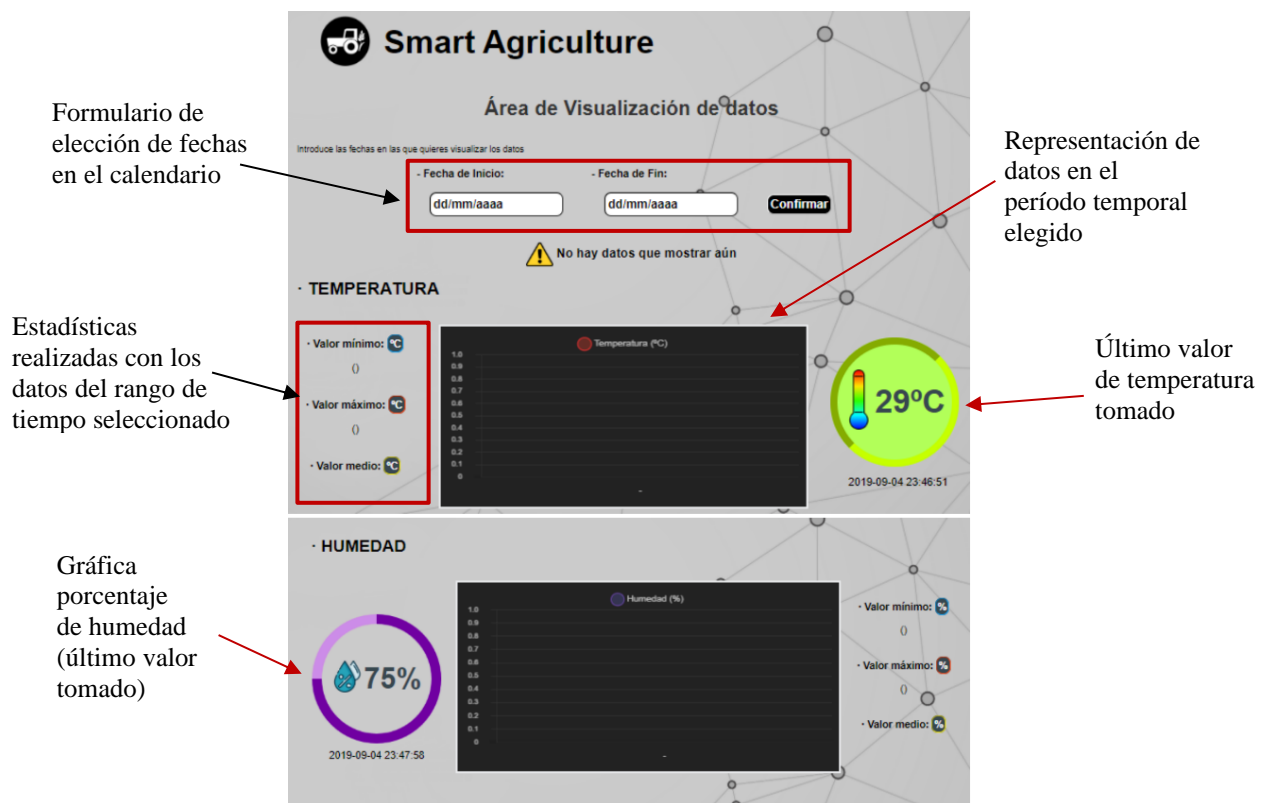 Smart Agriculture
Área de Visualización de datos
Formulario de
elección de fechas
en el calendario
Introduce las fechas en las que quieres visualizar los datos
- Fecha de Inicio:
- Fecha de Fin:
dd/mm/aaaa
dd/mm/aaaa
Confirmar
Representación de
datos en el
período temporal
elegido
No hay datos que mostrar aún
· TEMPERATURA
Estadísticas
realizadas con los
datos del rango de
tiempo seleccionado
· Valor mínimo: ºC
()
· Valor máximo: ºC
()
· Valor medio: ºC
Temperatura (ºC)
1.0
0.9
0.8
0.7
0.6
0.5
0.4
0.3
0.2
0.1
0
-
29ºC
2019-09-04 23:46:51
Último valor
de temperatura
tomado
· HUMEDAD
Gráfica
porcentaje
de humedad
(último valor
tomado)
75%
2019-09-04 23:47:58
Humedad (%)
1.0
0.9
0.8
0.7
0.6
0.5
0.4
0.3
0.2
0.1
0
-
· Valor mínimo: %
()
· Valor máximo: %
()
· Valor medio: %